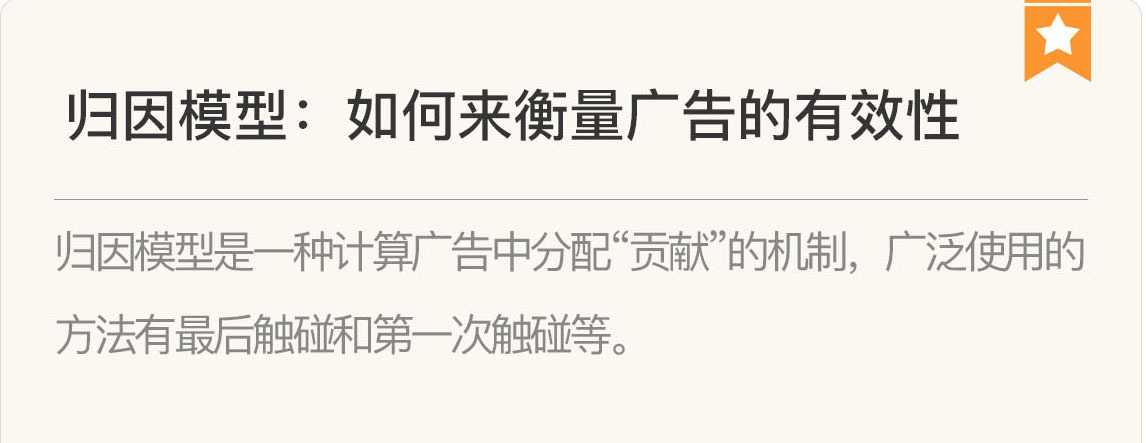 归因模型：如何来衡量广告的有效性
归因模型是一种计算广告中分配“贡献”的机制，广泛使用的
方法有最后触碰和第一次触碰等。